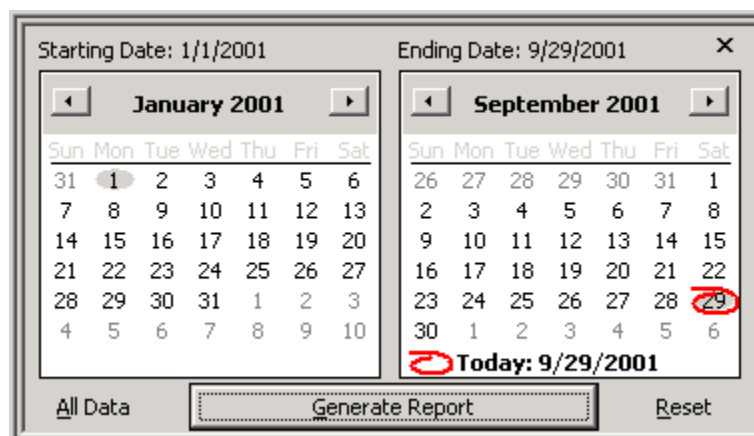 Starting Date: 1/1/2001
Ending Date: 9/29/2001
January 2001
Sun Mon Tue Wed Thu Fri Sat
31 1 2 3 4 5 6
7 8 9 10 11 12 13
14 15 16 17 18 19 20
21 22 23 24 25 26 27
28 29 30 31 1 2 3
4 5 6 7 8 9 10
September 2001
Sun Mon Tue Wed Thu Fri Sat
26 27 28 29 30 31 1
2 3 4 5 6 7 8
9 10 11 12 13 14 15
16 17 18 19 20 21 22
23 24 25 26 27 28 29
30 1 2 3 4 5 6
Today: 9/29/2001
All Data
Generate Report
Reset